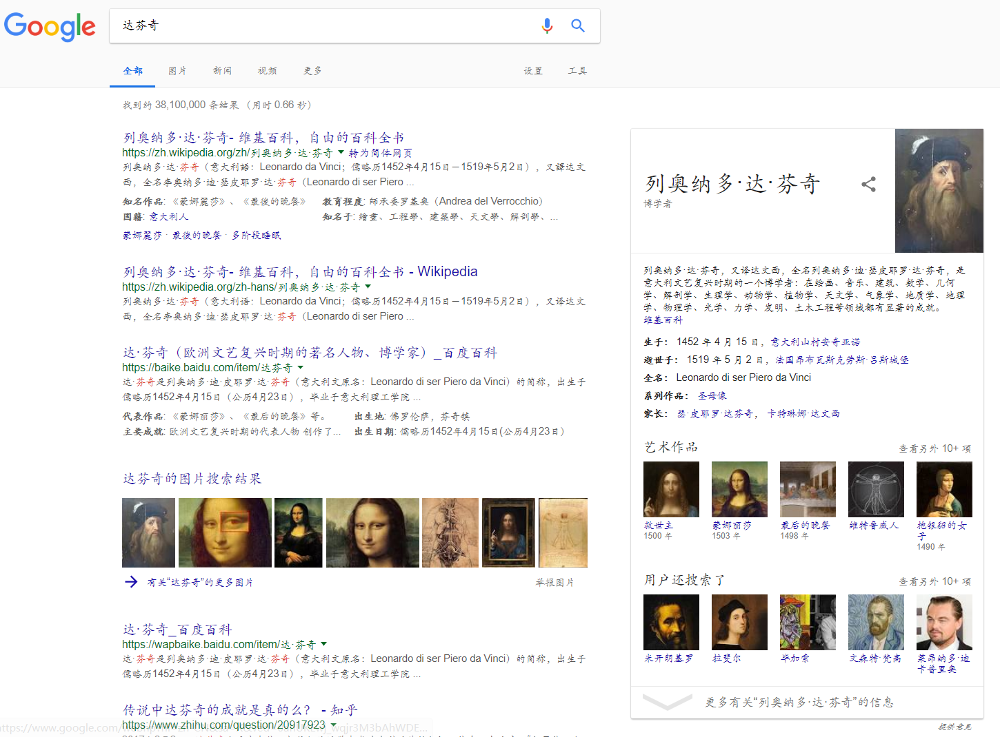 Google
达芬奇
全部 图片 新闻 视频 更多 设置 工具
找到约 38,100,000 条结果 （用时 0.66 秒）
列奥纳多·达·芬奇- 维基百科，自由的百科全书
https://zh.wikipedia.org/zh/列奥纳多·达·芬奇 转为简体网页
列奥纳多·达·芬奇（意大利語：Leonardo da Vinci；儒略历1452年4月15日－1519年5月2日），又譯达文
西，全名李奥纳多·迪·瑟皮耶罗·达·芬奇（Leonardo di ser Piero ...
知名作品: 《蒙娜麗莎》、《最後的晚餐》 教育程度: 師承委罗基奥（Andrea del Verrocchio）
国籍: 意大利人 知名于: 繪畫、工程學、建築學、天文學、解剖學、...
蒙娜麗莎 · 最後的晚餐 · 多阶段睡眠
列奥纳多·达·芬奇- 维基百科，自由的百科全书 - Wikipedia
https://zh.wikipedia.org/zh-hans/列奥纳多·达·芬奇
列奥纳多·达·芬奇（意大利语：Leonardo da Vinci；儒略历1452年4月15日－1519年5月2日），又译达文
西，全名李奥纳多·迪·瑟皮耶罗·达·芬奇（Leonardo di ser Piero ...
达·芬奇（欧洲文艺复兴时期的著名人物、博学家）_百度百科
https://baike.baidu.com/item/达芬奇
达·芬奇是列奥纳多·迪·皮耶罗·达·芬奇（意大利文原名：Leonardo di ser Piero da Vinci）的简称，出生于
儒略历1452年4月15日（公历4月23日），毕业于意大利理工学院 ...
代表作品: 《蒙娜丽莎》、《最后的晚餐》等。 出生地: 佛罗伦萨，芬奇镇
主要成就: 欧洲文艺复兴时期的代表人物 创作了... 出生日期: 儒略历1452年4月15日(公历4月23日）
达芬奇的图片搜索结果
有关“达芬奇”的更多图片 举报图片
达·芬奇_百度百科
https://wapbaike.baidu.com/item/达·芬奇
达·芬奇是列奥纳多·迪·皮耶罗·达·芬奇（意大利文原名：Leonardo di ser Piero da Vinci）的简称，出生于
儒略历1452年4月15日（公历4月23日），毕业于意大利理工学院 ...
传说中达芬奇的成就是真的么？ - 知乎
https://www.zhihu.com/question/20917923
列奥纳多·达·芬奇
博学者
列奥纳多·达·芬奇，又译达文西，全名列奥纳多·迪·瑟皮耶罗·达·芬奇，是
意大利文艺复兴时期的一个博学者：在绘画、音乐、建筑、数学、几何
学、解剖学、生理学、动物学、植物学、天文学、气象学、地质学、地理
学、物理学、光学、力学、发明、土木工程等领域都有显著的成就。
维基百科
生于： 1452 年 4 月 15 日，意大利山村安奇亚诺
逝世于： 1519 年 5 月 2 日，法国昂布瓦斯克劳斯·吕斯城堡
全名： Leonardo di ser Piero da Vinci
系列作品： 圣母像
家长： 瑟·皮耶罗·达芬奇， 卡特琳娜·达文西
艺术作品 查看另外 10+ 项
救世主 蒙娜丽莎 最后的晚餐 维特鲁威人 抱银貂的女
子
1500 年 1503 年 1498 年 1490 年
用户还搜索了 查看另外 10+ 项
米开朗基罗 拉斐尔 毕加索 文森特·梵高 莱昂纳多·迪
卡普里奥
更多有关“列奥纳多·达·芬奇”的信息
提供意见